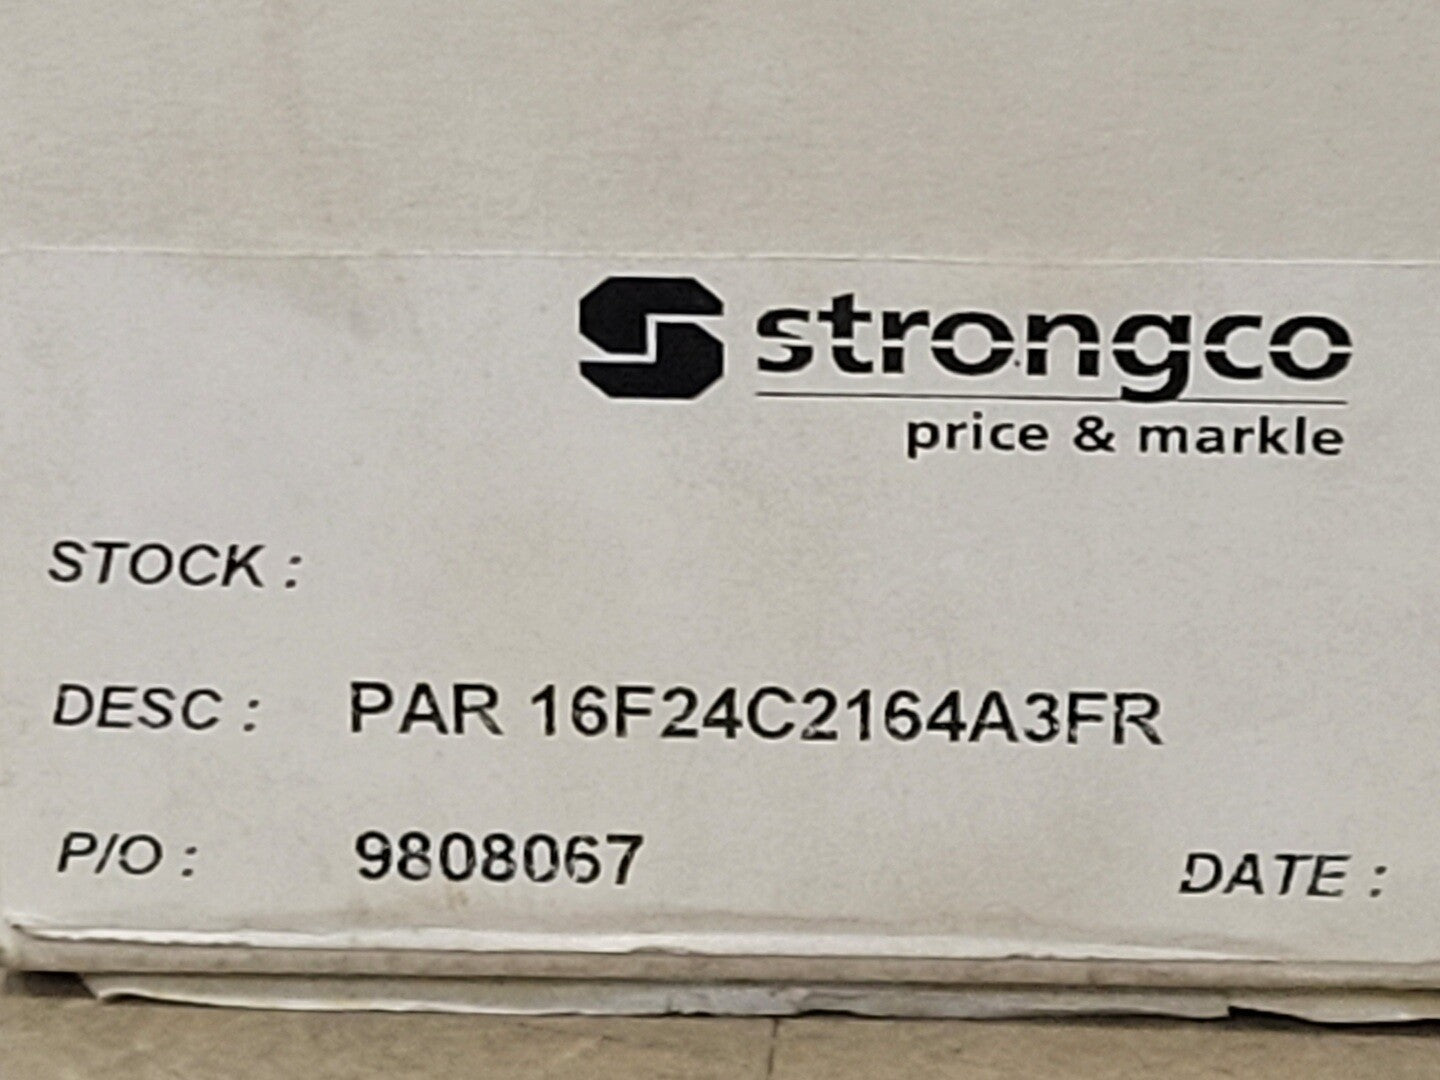 strongco
price & markle
STOCK :
DESC : PAR 16F24C2164A3FR
P/O : 9808067
DATE :